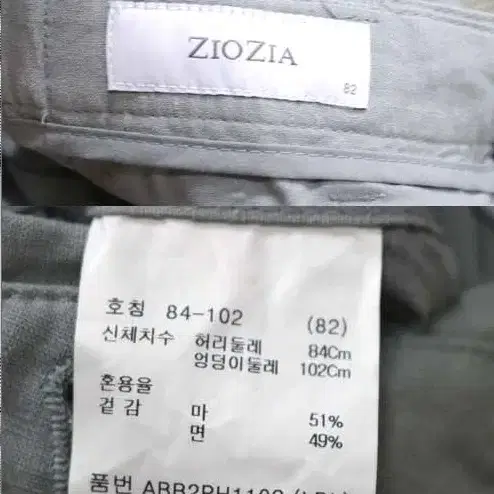 ZIOZIA
82
호칭 84-102 (82)
신체치수 허리둘레 84Cm
엉덩이둘레 102Cm
혼용율
겉 감 마 51%
면 49%
품번